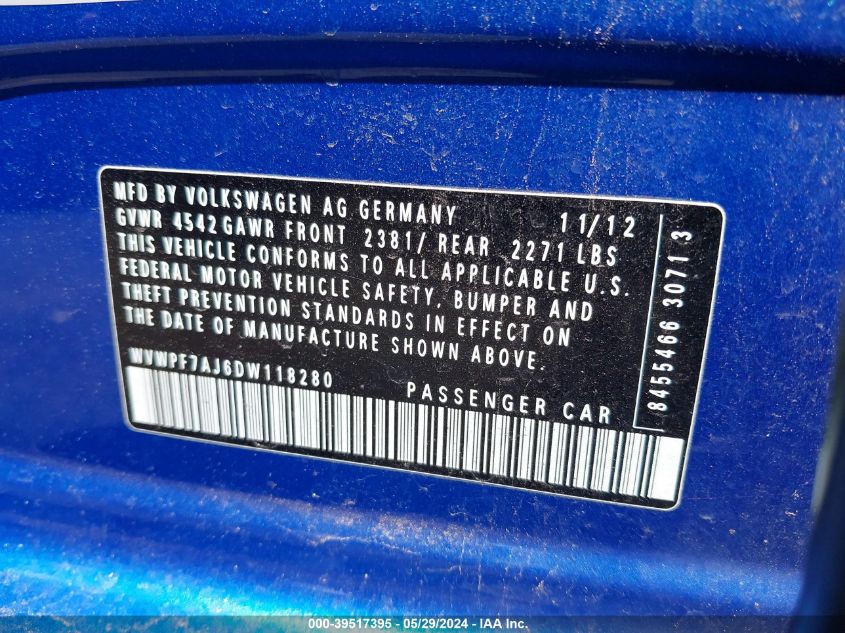 MFD BY VOLKSWAGEN AG GERMANY 11/12
GVWR 4542 GAWR FRONT 2381/ REAR 2271 LBS
THIS VEHICLE CONFORMS TO ALL APPLICABLE U.S.
FEDERAL MOTOR VEHICLE SAFETY, BUMPER AND
THEFT PREVENTION STANDARDS IN EFFECT ON
THE DATE OF MANUFACTURE SHOWN ABOVE.
WVWPF7AJ6DW118280 PASSENGER CAR
8455466 3071 3
000-39517395 - 05/29/2024 - IAA Inc.